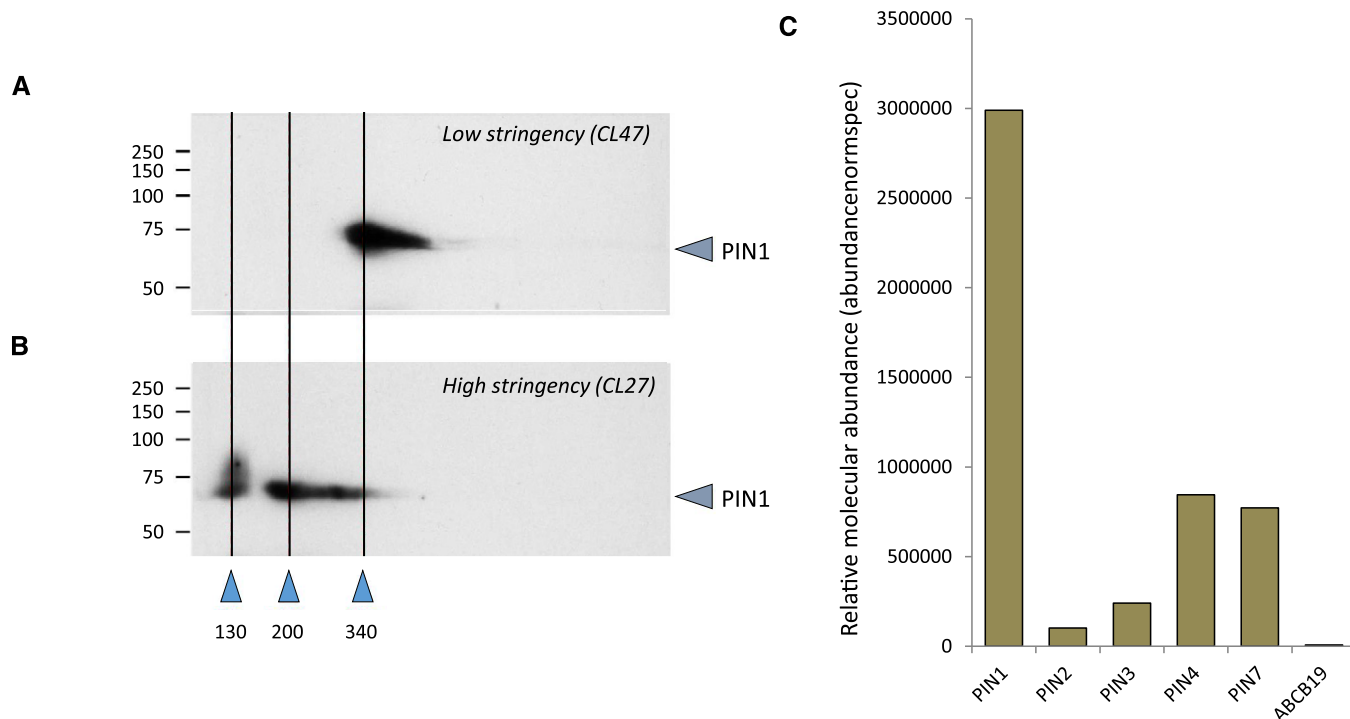 A
Low stringency (CL47)
250
150
100
75
50
PIN1
B
High stringency (CL27)
250
150
100
75
50
PIN1
130 200 340
C
Relative molecular abundance (abundancenormspec)
3500000
3000000
2500000
2000000
1500000
1000000
500000
0
PIN1 PIN2 PIN3 PIN4 PIN7 ABCB19